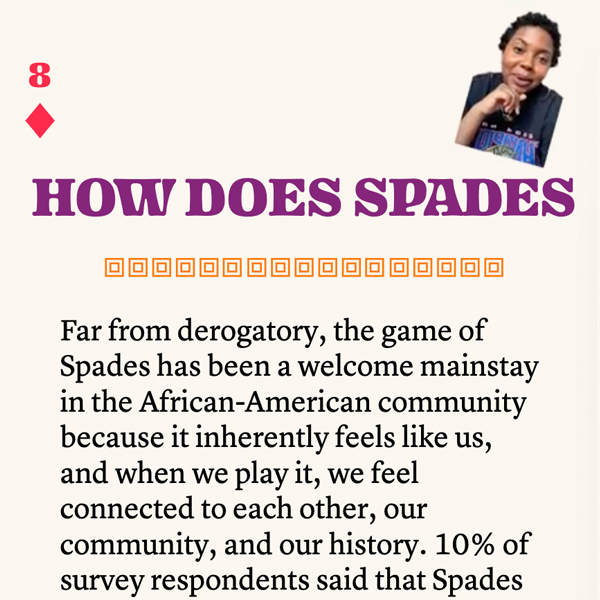 8
HOW DOES SPADES
Far from derogatory, the game of
Spades has been a welcome mainstay
in the African-American community
because it inherently feels like us,
and when we play it, we feel
connected to each other, our
community, and our history. 10% of
survey respondents said that Spades